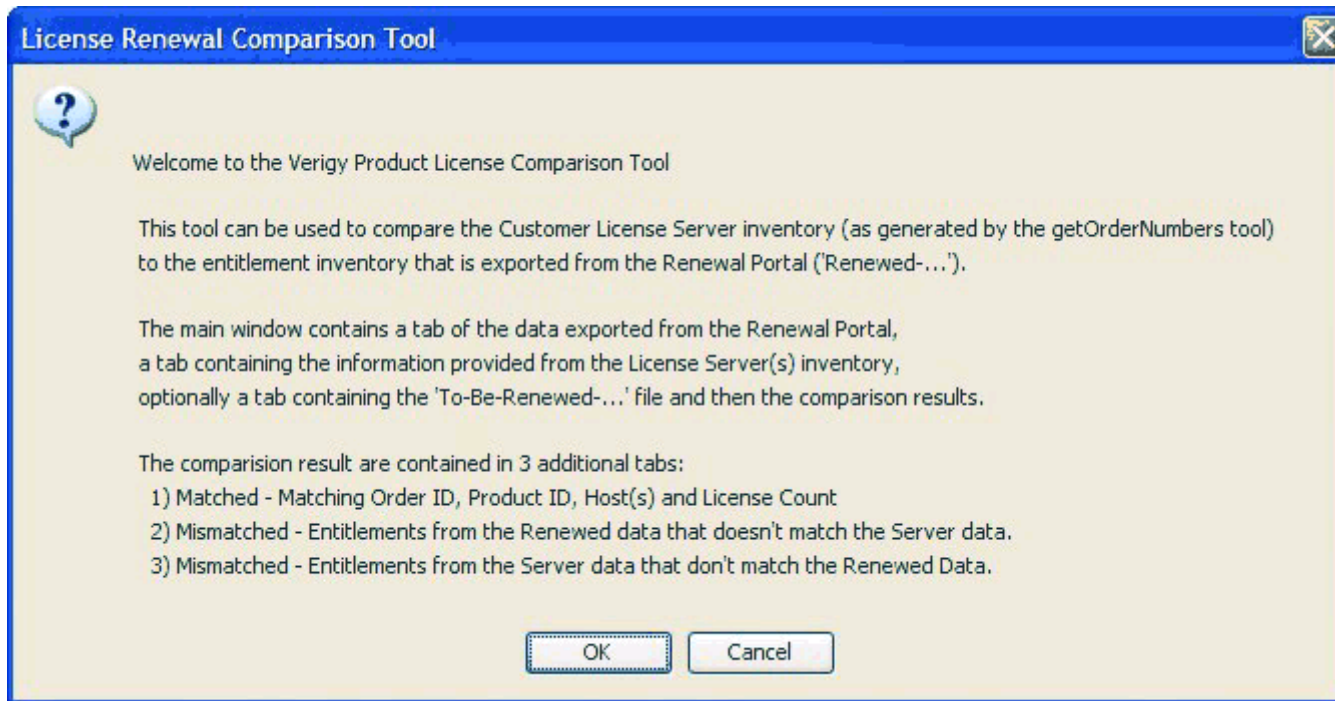 License Renewal Comparison Tool
Welcome to the Verigy Product License Comparison Tool
This tool can be used to compare the Customer License Server inventory (as generated by the getOrderNumbers tool)
to the entitlement inventory that is exported from the Renewal Portal ('Renewed-...').
The main window contains a tab of the data exported from the Renewal Portal,
a tab containing the information provided from the License Server(s) inventory,
optionally a tab containing the 'To-Be-Renewed-...' file and then the comparison results.
The comparision result are contained in 3 additional tabs:
1) Matched - Matching Order ID, Product ID, Host(s) and License Count
2) Mismatched - Entitlements from the Renewed data that doesn't match the Server data.
3) Mismatched - Entitlements from the Server data that don't match the Renewed Data.
OK Cancel